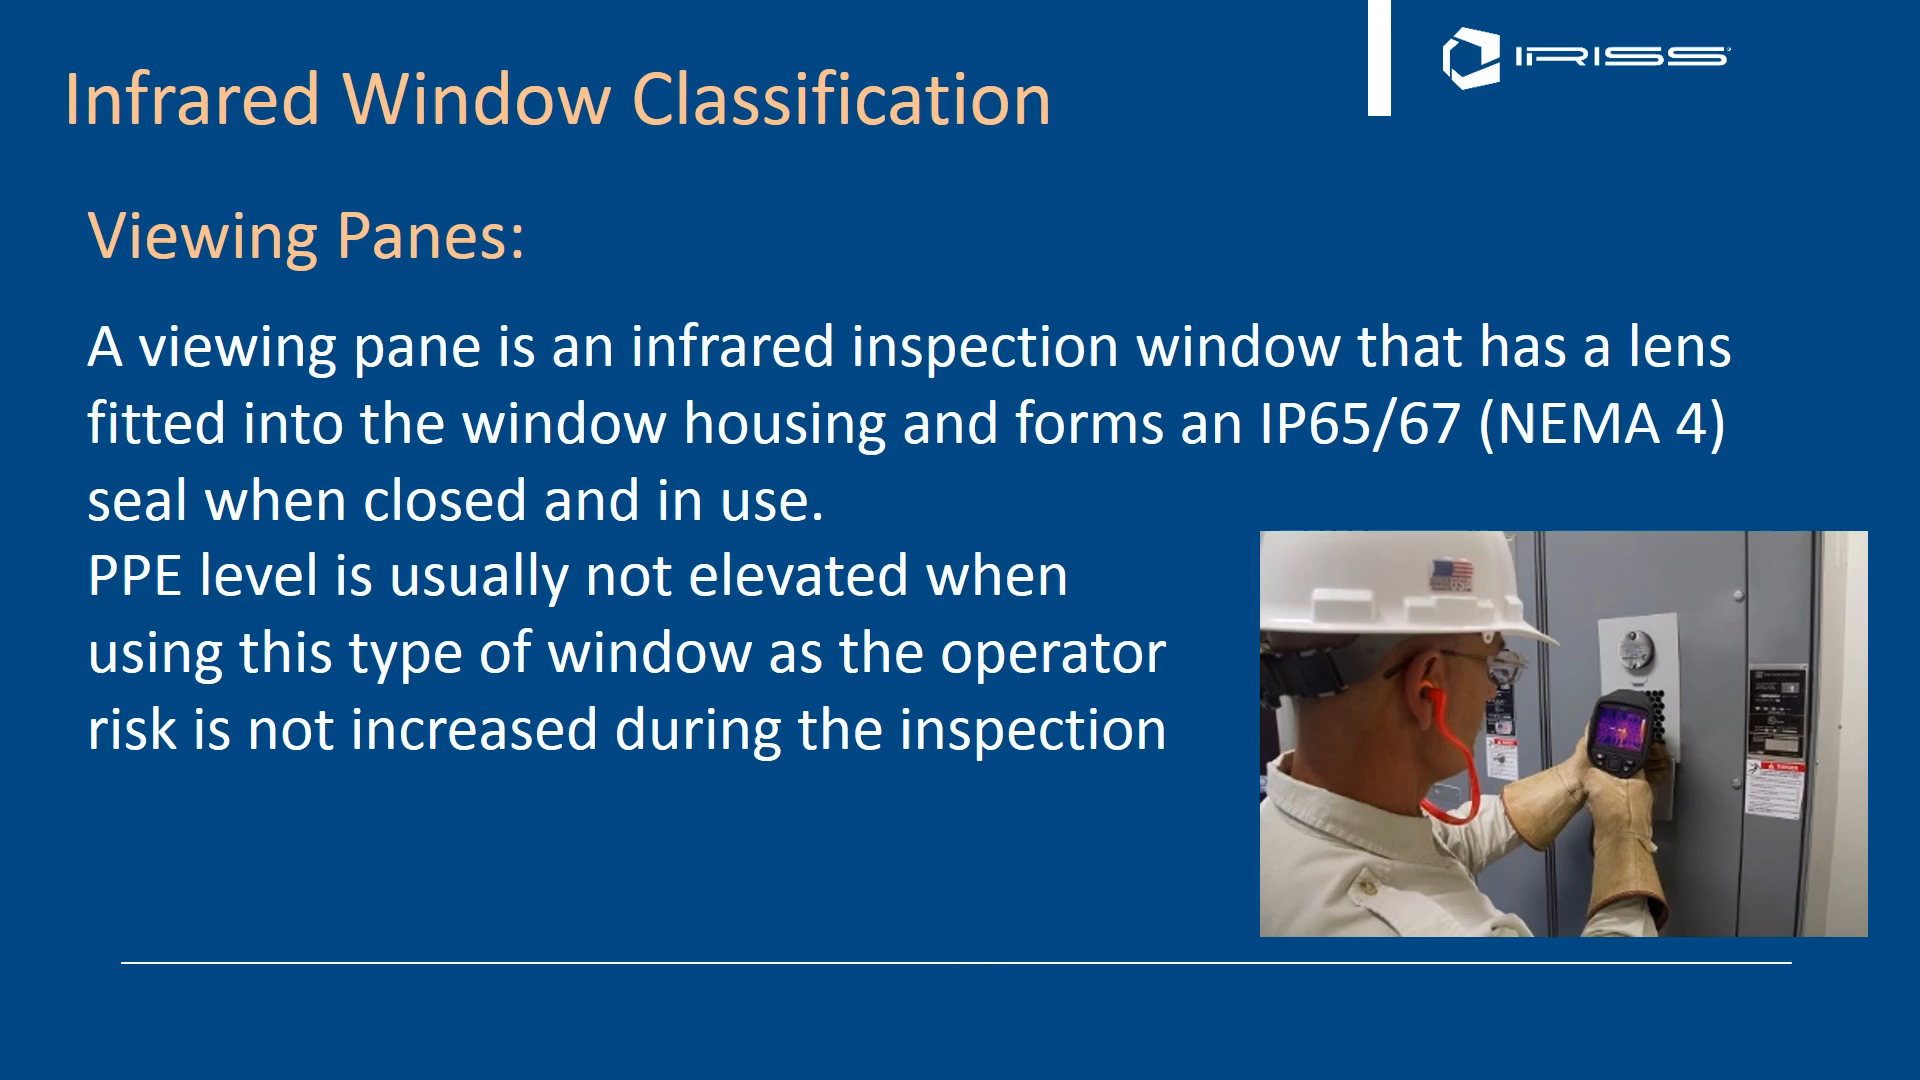 IRISS
Infrared Window Classification
Viewing Panes:
A viewing pane is an infrared inspection window that has a lens
fitted into the window housing and forms an IP65/67 (NEMA 4)
seal when closed and in use.
PPE level is usually not elevated when
using this type of window as the operator
risk is not increased during the inspection